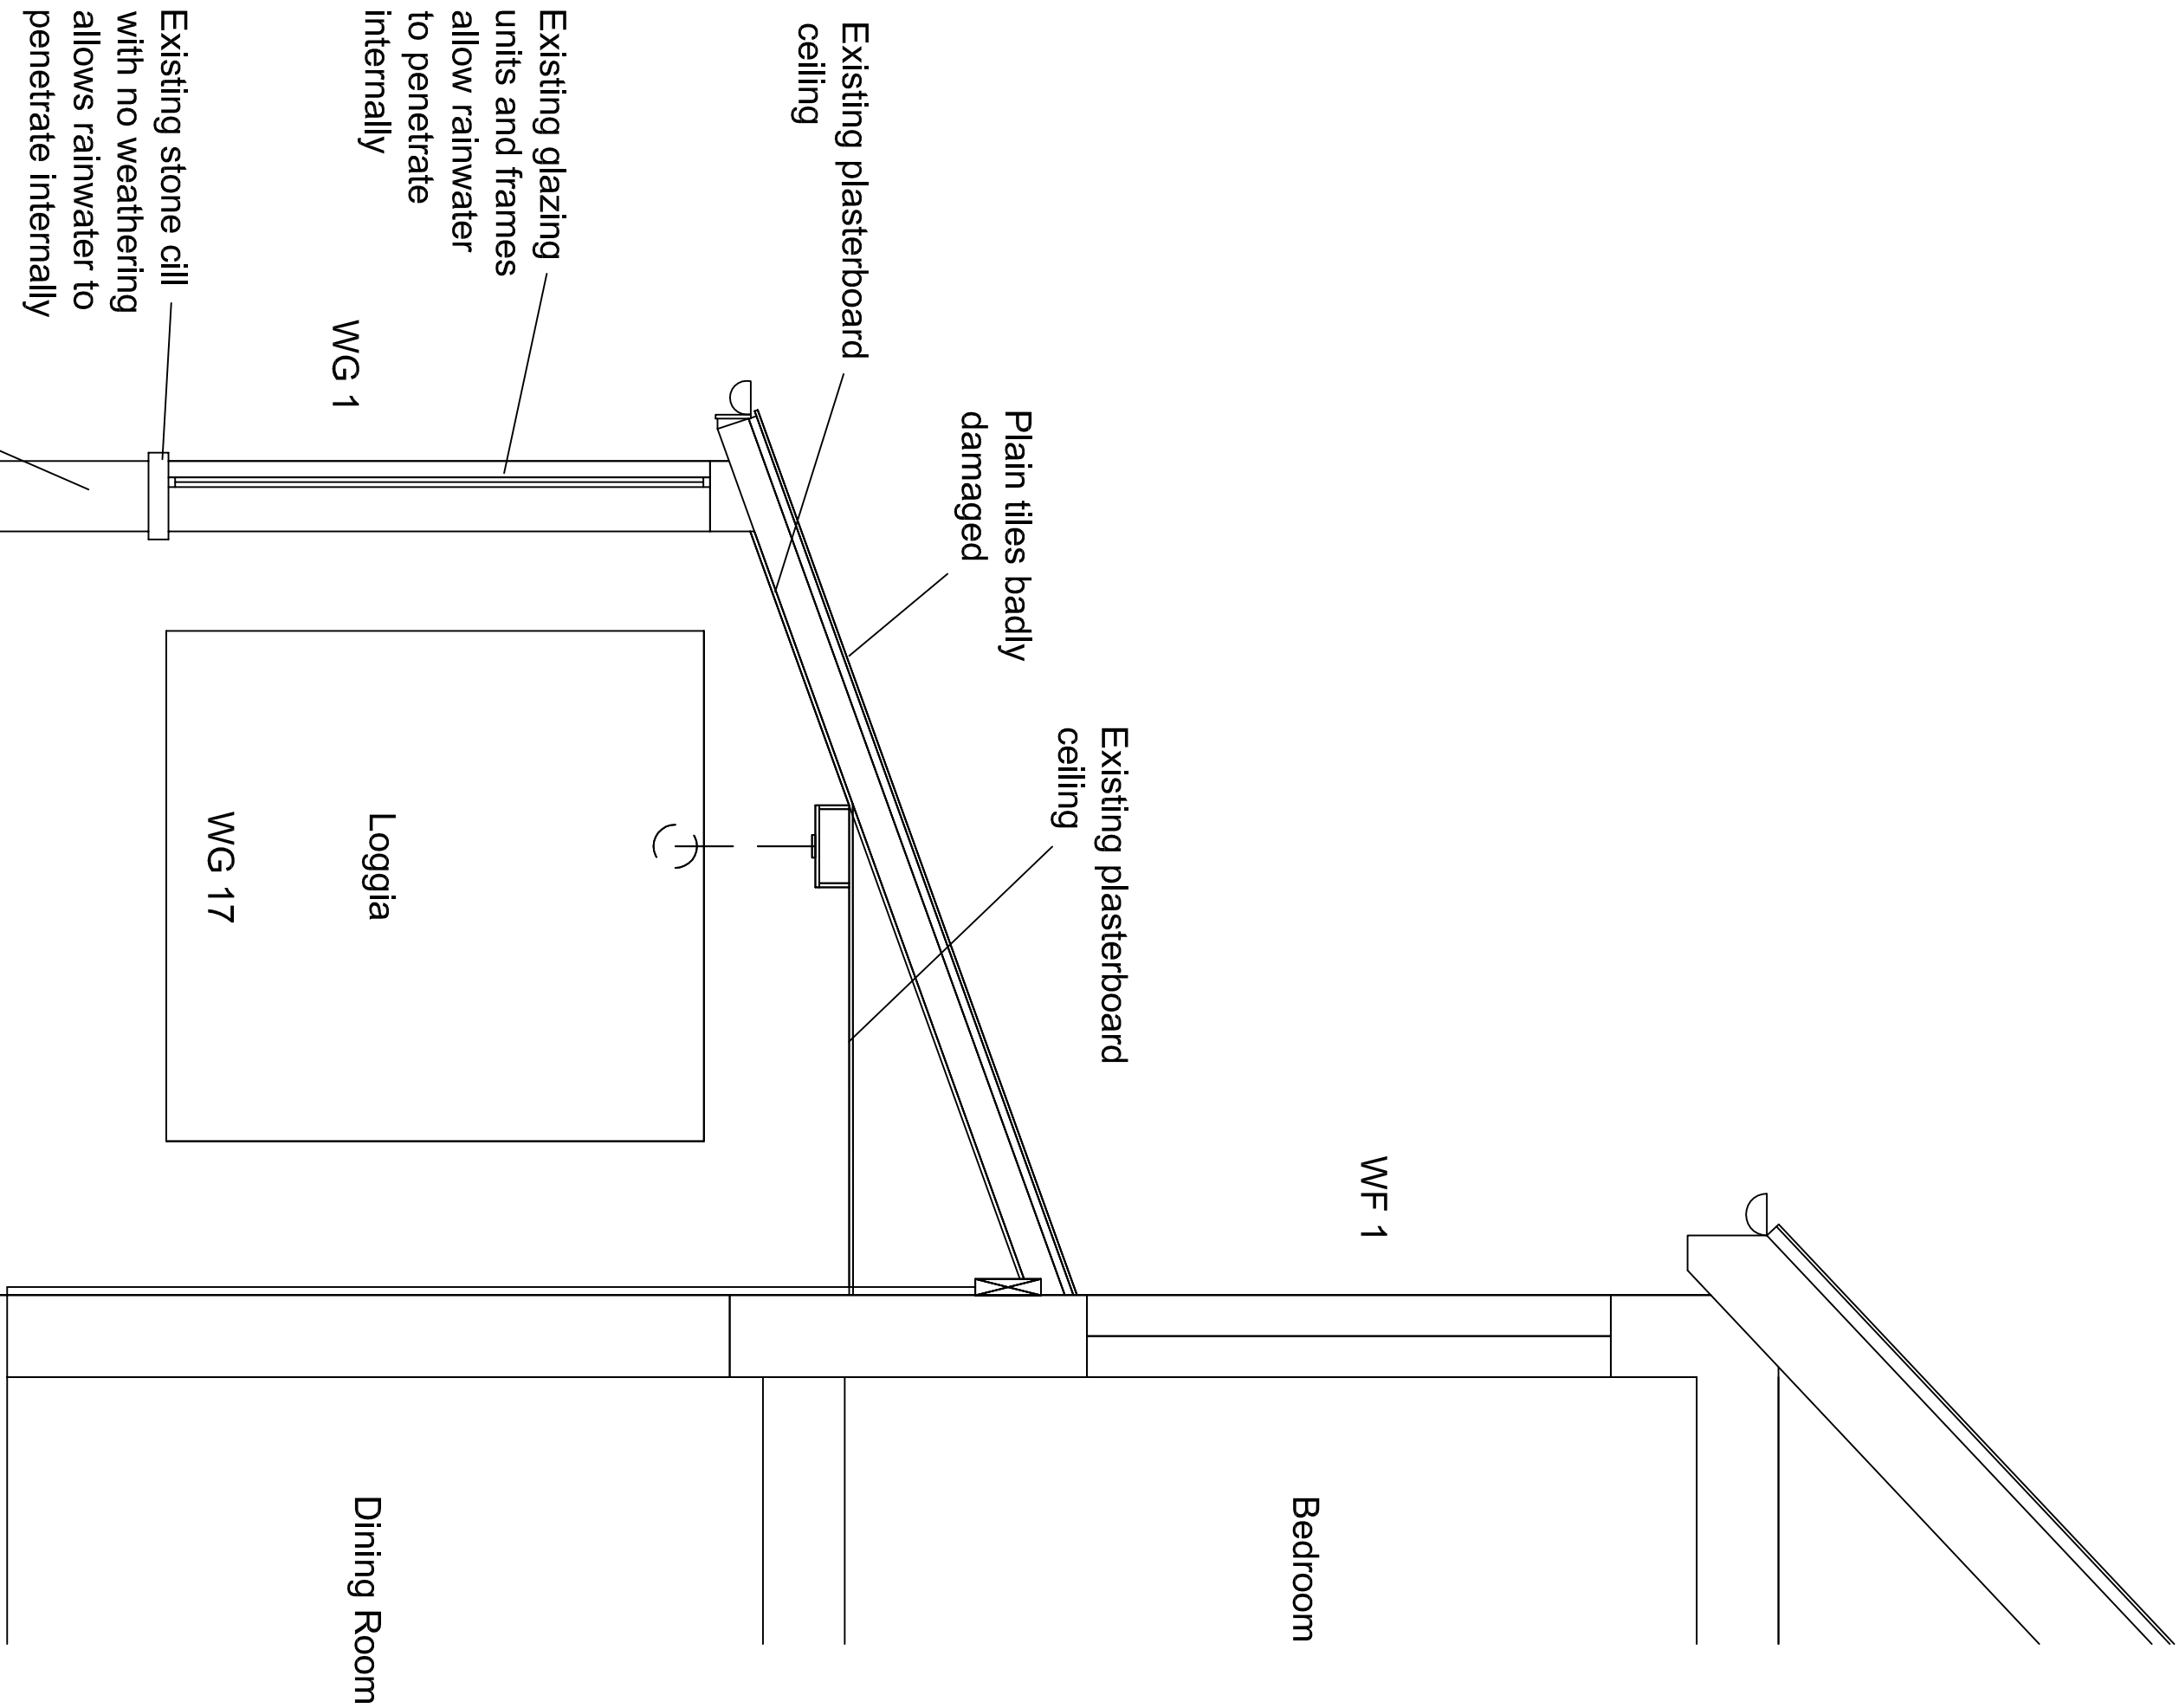 WF 1
Bedroom
Existing plasterboard
ceiling
Plain tiles badly
damaged
Existing plasterboard
ceiling
Existing glazing
units and frames
allow rainwater
to penetrate
internally
WG 1
Loggia
WG 17
Dining Room
Existing stone cill
with no weathering
allows rainwater to
penetrate internally